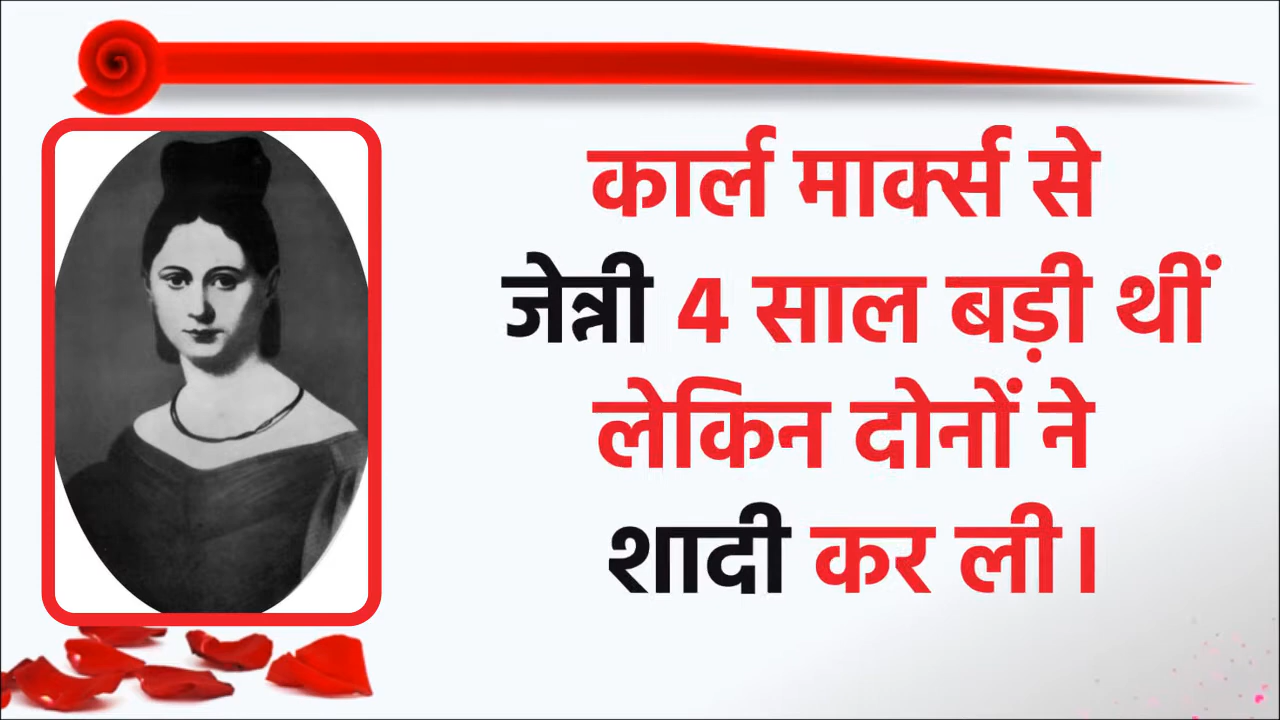 कार्ल मार्क्स से
जेन्नी 4 साल बड़ी थीं
लेकिन दोनों ने
शादी कर ली।